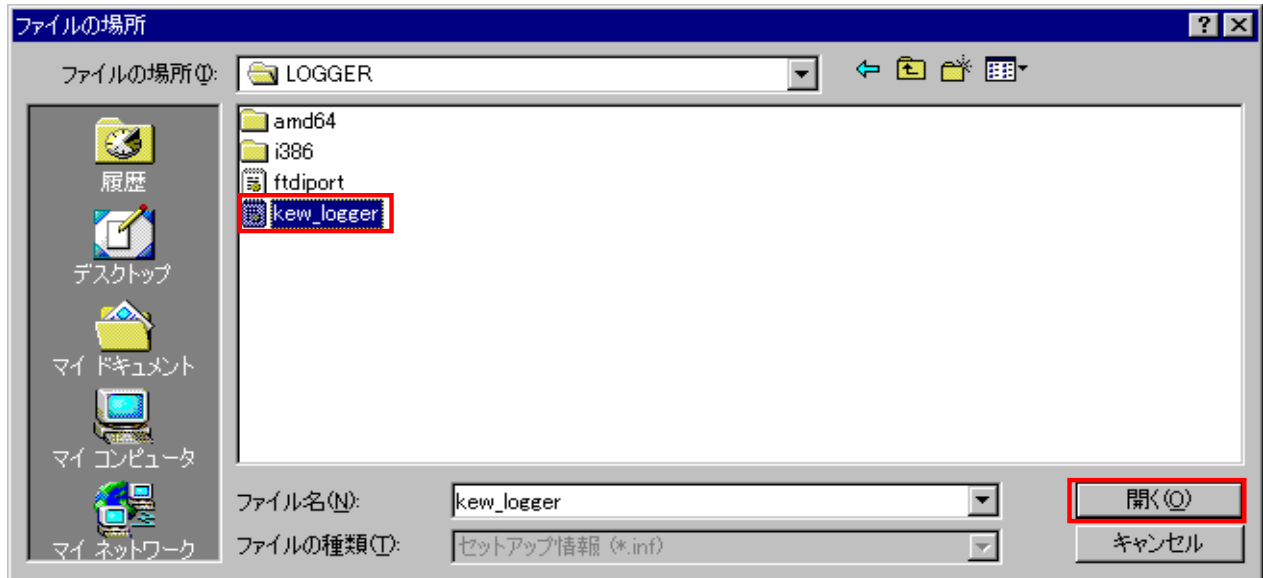 ファイルの場所
ファイルの場所(I):
LOGGER
amd64
i386
ftdiport
kew_logger
履歴
デスクトップ
マイ ドキュメント
マイ コンピュータ
マイ ネットワーク
ファイル名(N):
kew_logger
開く(O)
ファイルの種類(T):
セットアップ情報 (*.inf)
キャンセル